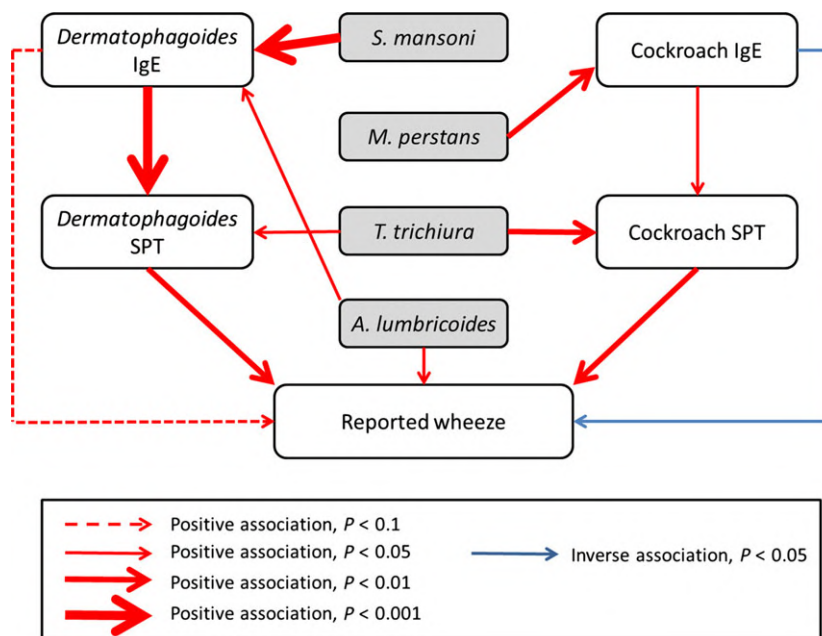 Dermatophagoides
IgE
S. mansoni
Cockroach IgE
M. perstans
Dermatophagoides
SPT
T. trichiura
Cockroach SPT
A. lumbricoides
Reported wheeze
Positive association, P < 0.1
Positive association, P < 0.05
Inverse association, P < 0.05
Positive association, P < 0.01
Positive association, P < 0.001